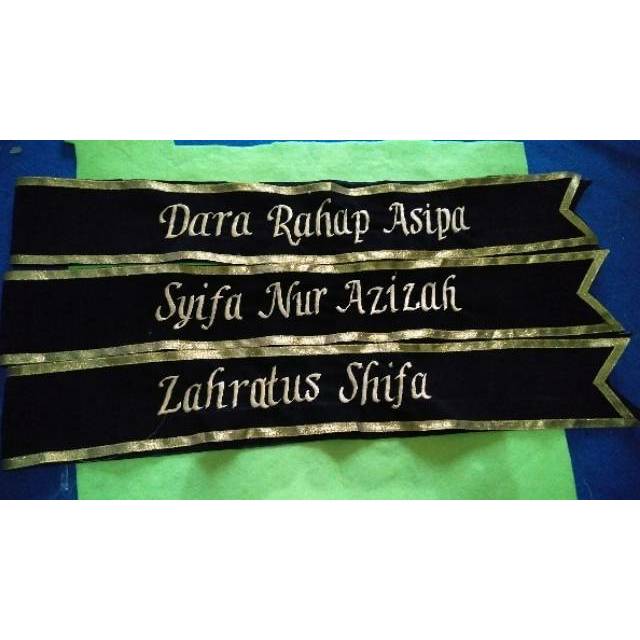 Dara Rahap Asipa
Syifa Nur Azizah
Zahratus Shifa